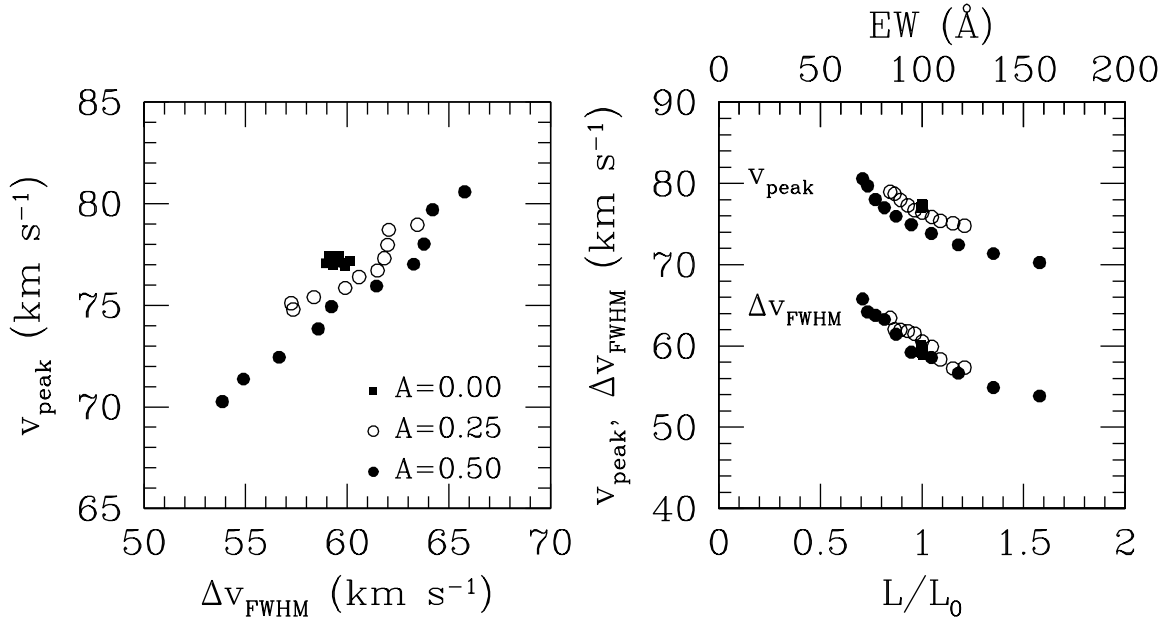 85
80
75
70
65
50
55
60
65
70
v_peak (km s⁻¹)
Δv_FWHM (km s⁻¹)
A=0.00
A=0.25
A=0.50
EW (Å)
0
50
100
150
200
90
80
70
60
50
40
0
0.5
1
1.5
2
v_peak, Δv_FWHM (km s⁻¹)
L/L₀
v_peak
Δv_FWHM